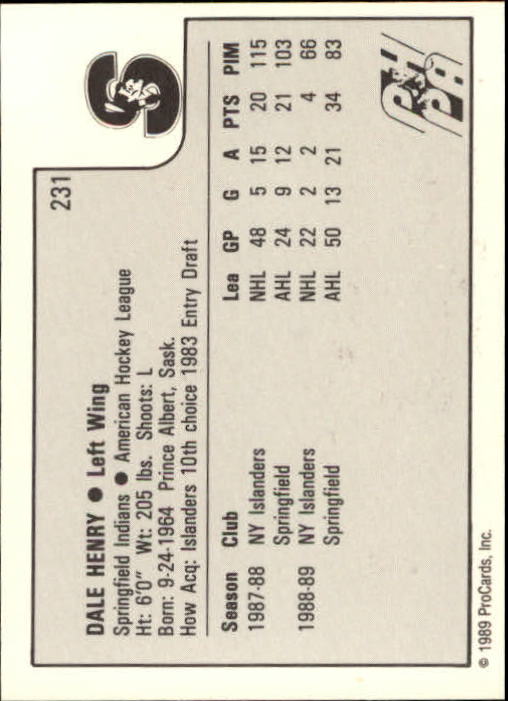 231
DALE HENRY ● Left Wing
Springfield Indians ● American Hockey League
Ht: 6'0" Wt: 205 lbs. Shoots: L
Born: 9-24-1964 Prince Albert, Sask.
How Acq: Islanders 10th choice 1983 Entry Draft
Season Club Lea GP G A PTS PIM
1987-88 NY Islanders NHL 48 5 15 20 115
Springfield AHL 24 9 12 21 103
1988-89 NY Islanders NHL 22 2 2 4 66
Springfield AHL 50 13 21 34 83
© 1989 ProCards, Inc.
S
PHPA